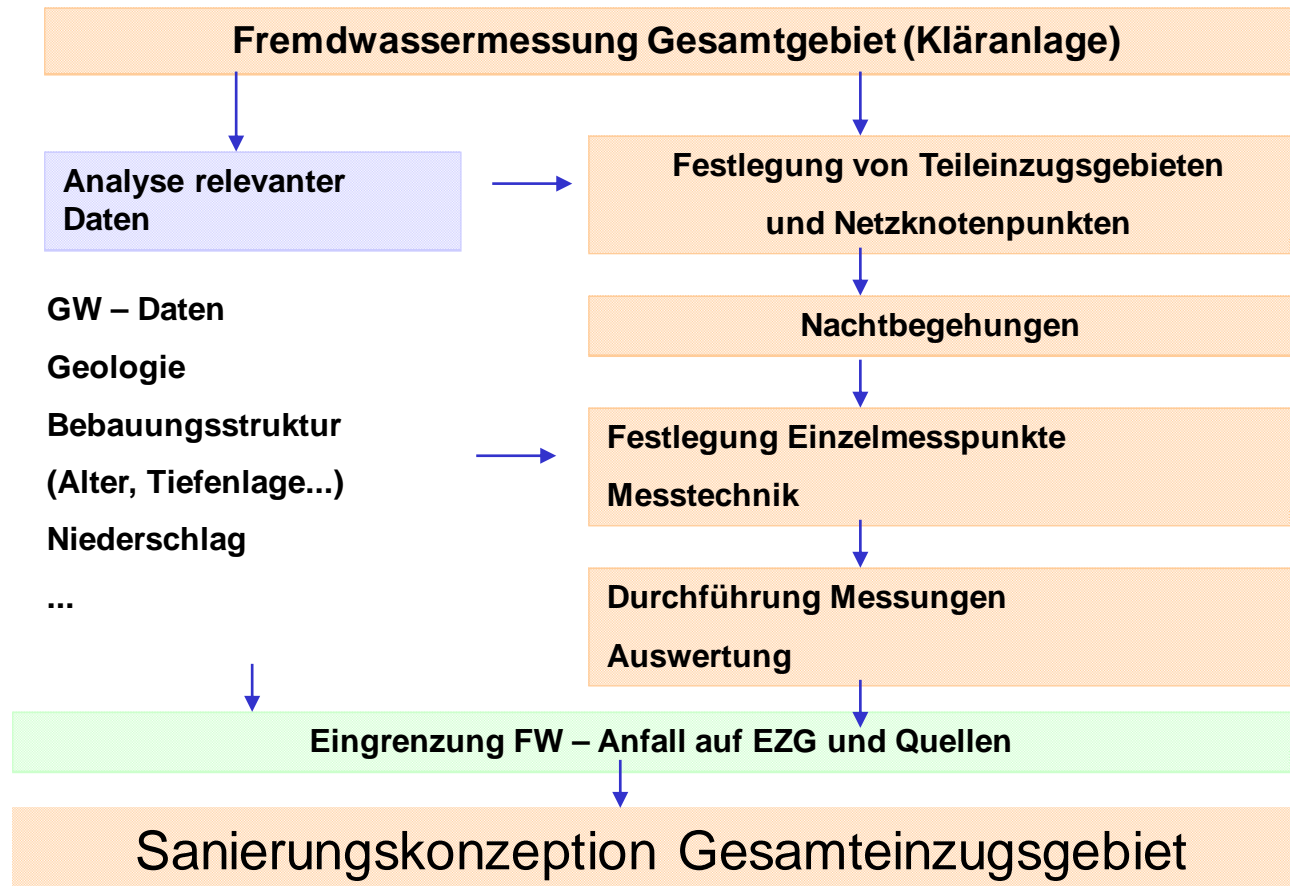 Fremdwassermessung Gesamtgebiet (Kläranlage)
Analyse relevanter
Daten
Festlegung von Teileinzugsgebieten
und Netzknotenpunkten
GW – Daten
Geologie
Bebauungsstruktur
(Alter, Tiefenlage...)
Niederschlag
...
Nachtbegehungen
Festlegung Einzelmesspunkte
Messtechnik
Durchführung Messungen
Auswertung
Eingrenzung FW – Anfall auf EZG und Quellen
Sanierungskonzeption Gesamteinzugsgebiet